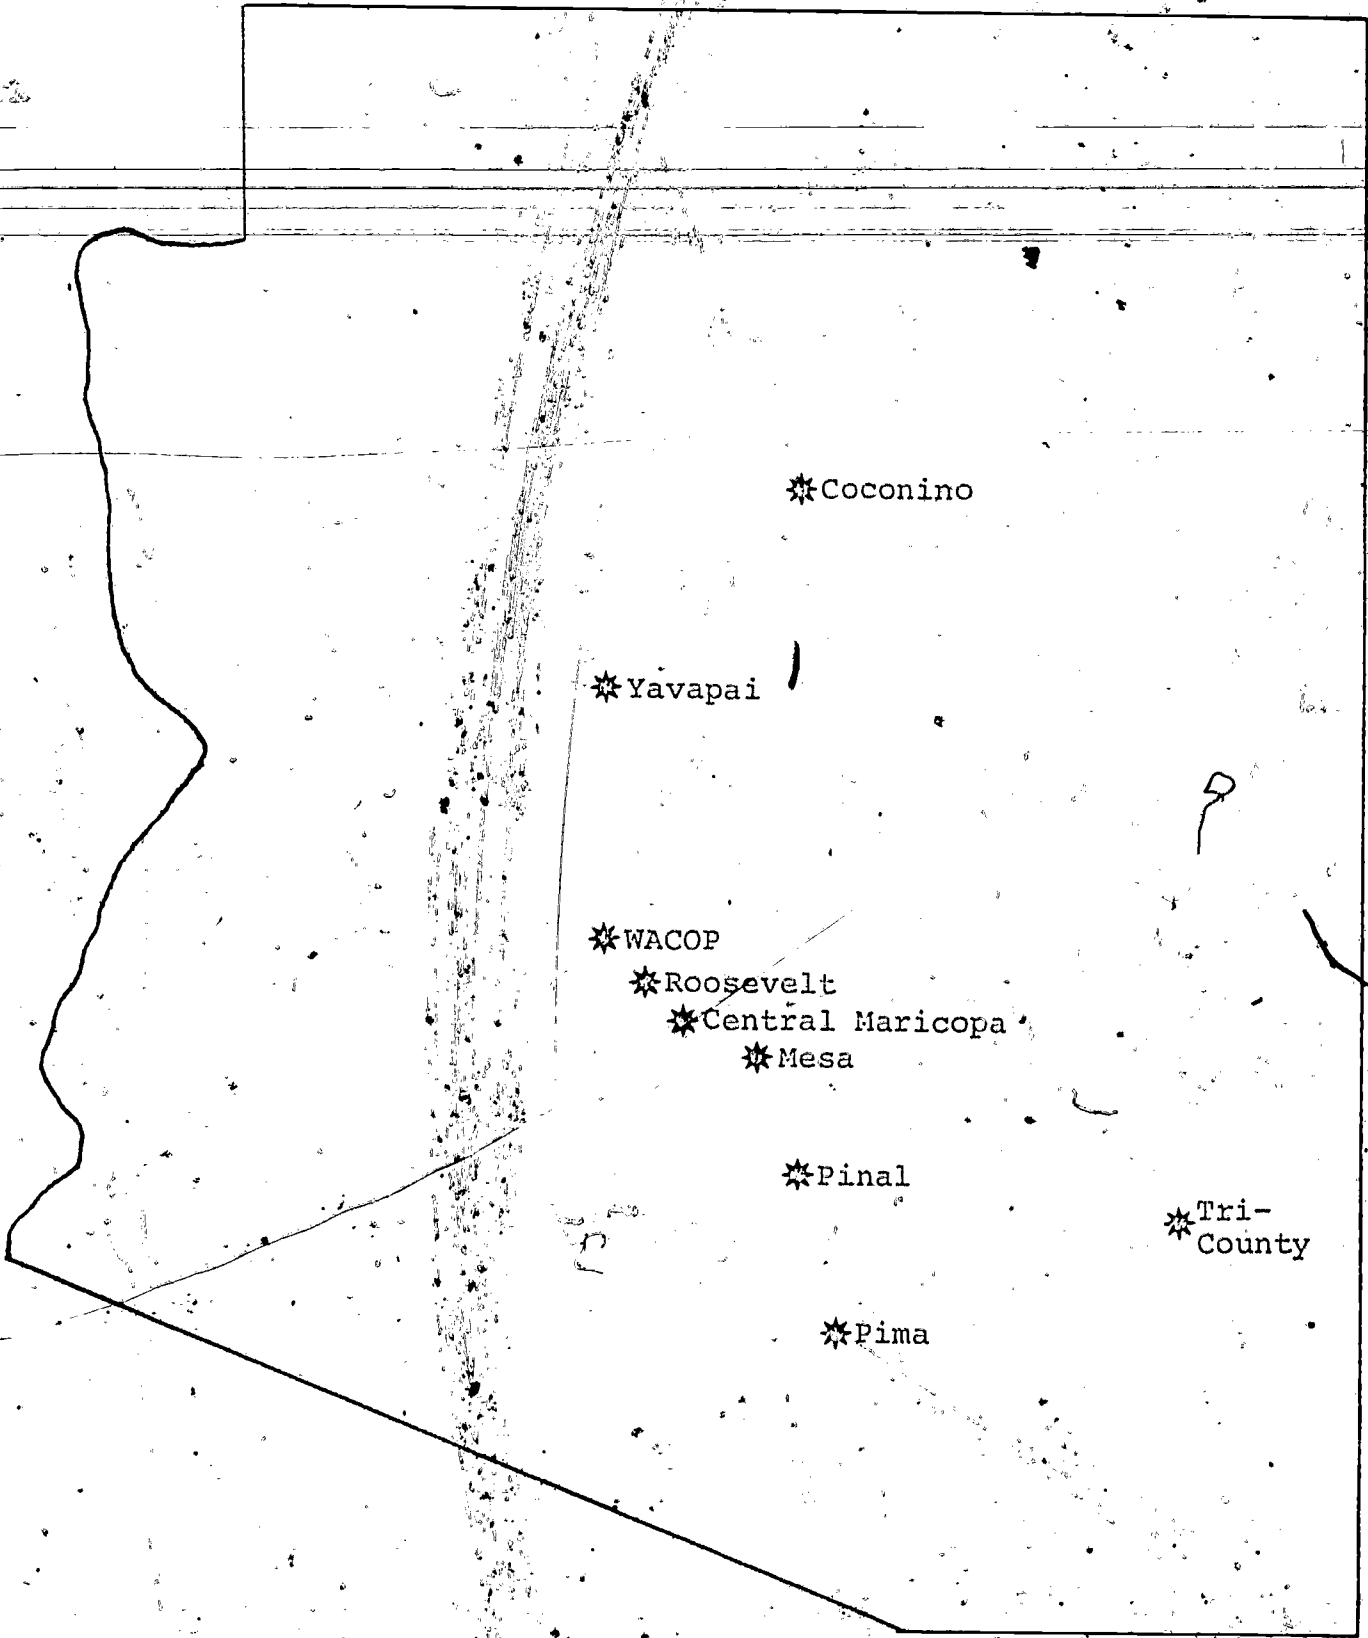 Coconino
Yavapai
WACOP
Roosevelt
Central Maricopa
Mesa
Pinal
Tri-
County
Pima